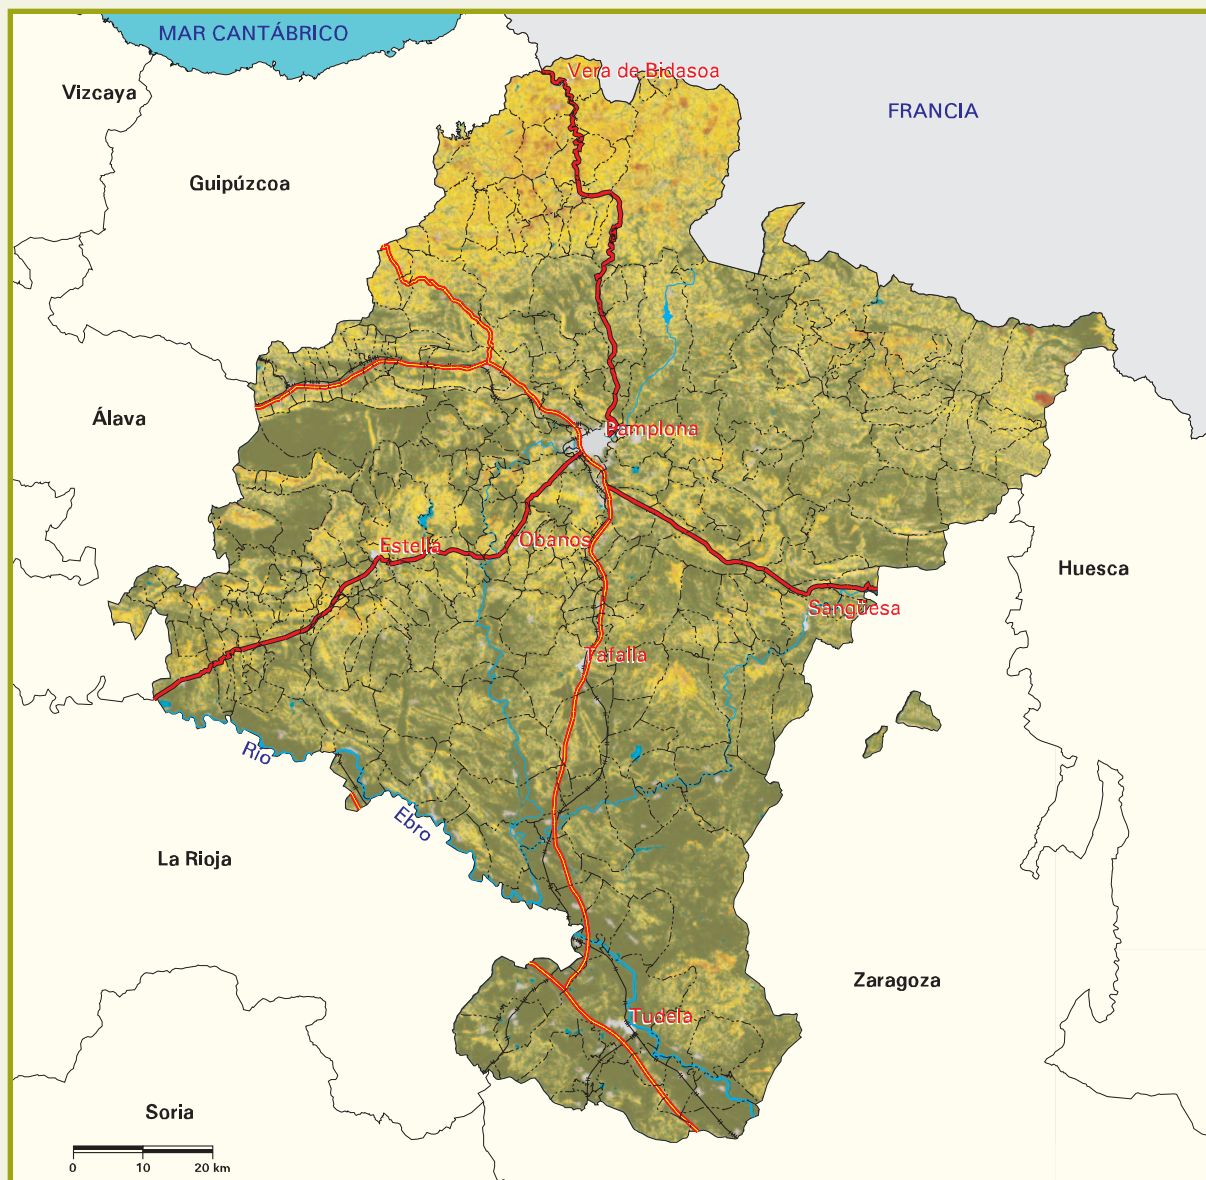 MAR CANTÁBRICO
Vera de Bidasoa
Vizcaya
FRANCIA
Guipúzcoa
Álava
Pamplona
Estella
Obanos
Huesca
Sangüesa
Tafalla
Río
Ebro
La Rioja
Zaragoza
Tudela
Soria
0 10 20 km